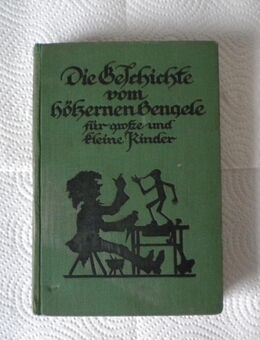 Die Geschichte
vom
hölzernen Bengele
für große und
kleine Kinder